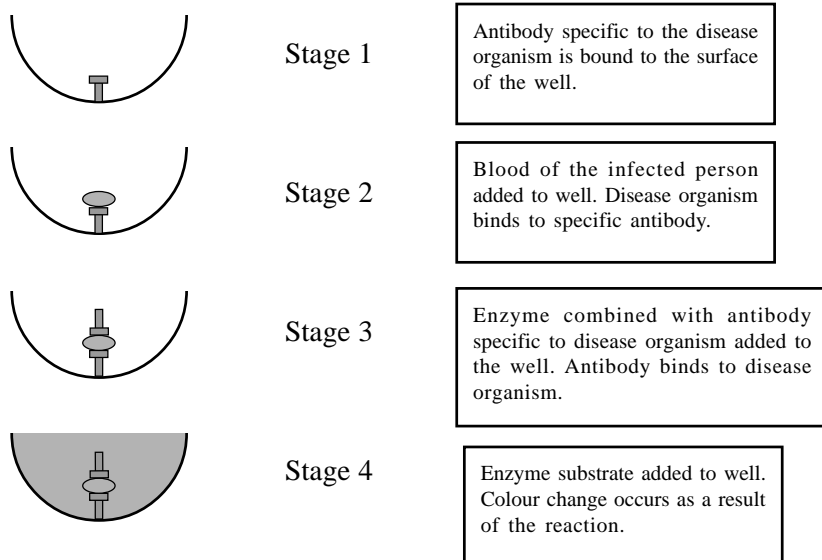 Stage 1
Antibody specific to the disease
organism is bound to the surface
of the well.
Stage 2
Blood of the infected person
added to well. Disease organism
binds to specific antibody.
Stage 3
Enzyme combined with antibody
specific to disease organism added to
the well. Antibody binds to disease
organism.
Stage 4
Enzyme substrate added to well.
Colour change occurs as a result
of the reaction.